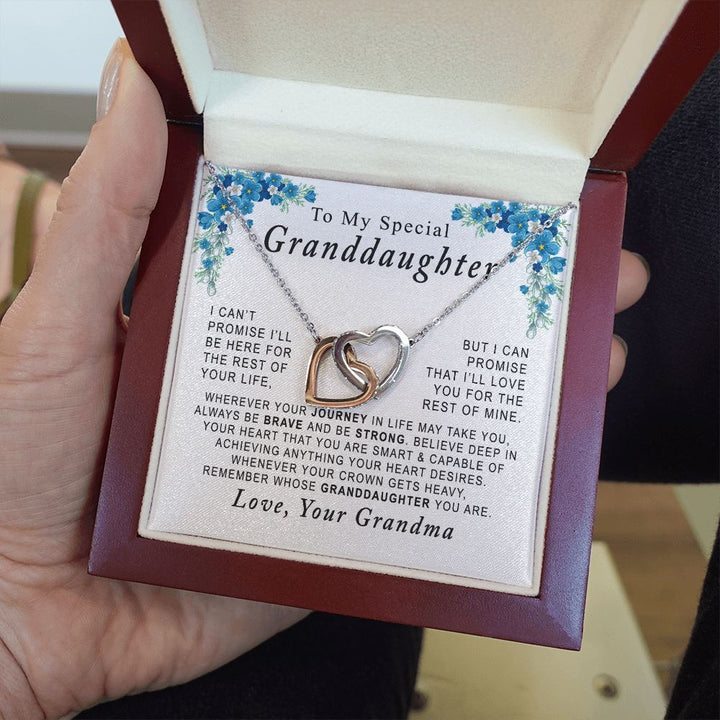 To My Special
Granddaughter
I CAN'T
PROMISE I'LL
BE HERE FOR
THE REST OF
YOUR LIFE,
BUT I CAN
PROMISE
THAT I'LL LOVE
YOU FOR THE
REST OF MINE.
WHEREVER YOUR JOURNEY IN LIFE MAY TAKE YOU,
ALWAYS BE BRAVE AND BE STRONG. BELIEVE DEEP IN
YOUR HEART THAT YOU ARE SMART & CAPABLE OF
ACHIEVING ANYTHING YOUR HEART DESIRES.
WHENEVER YOUR CROWN GETS HEAVY,
REMEMBER WHOSE GRANDDAUGHTER YOU ARE.
Love, Your Grandma